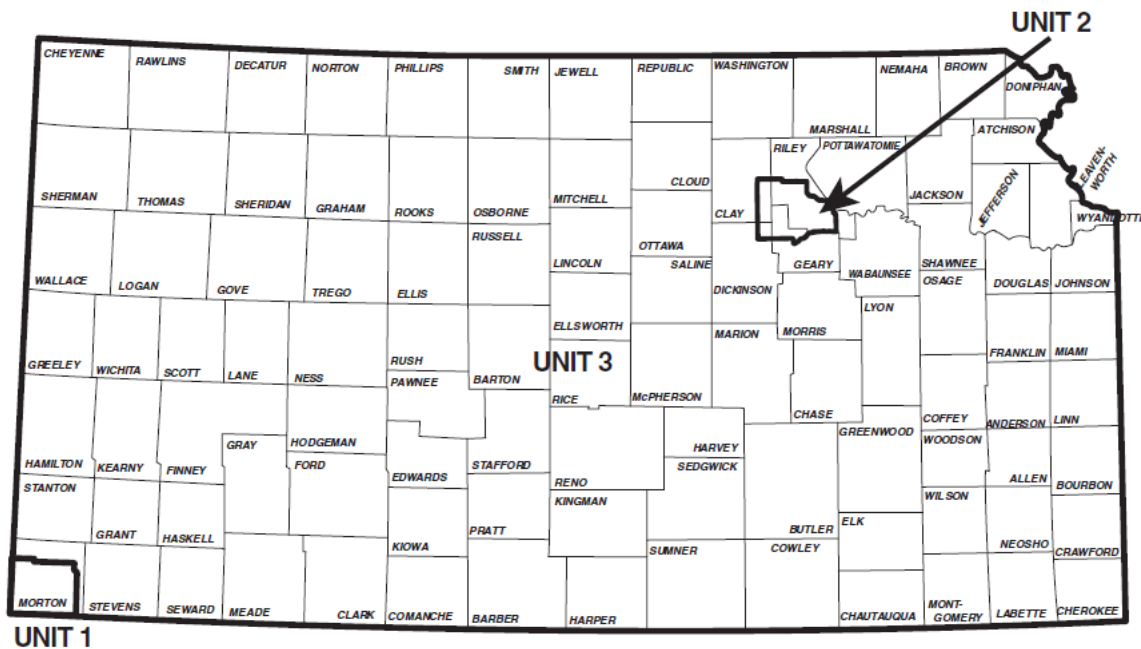 UNIT 2
CHEYENNE
RAWLINS
DECATUR
NORTON
PHILLIPS
SMITH
JEWELL
REPUBLIC
WASHINGTON
NEMAHA
BROWN
DONIPHAN
MARSHALL
ATCHISON
RILEY
POTTAWATOMIE
LEAVEN-
WORTH
SHERMAN
THOMAS
SHERIDAN
GRAHAM
ROOKS
OSBORNE
MITCHELL
CLOUD
CLAY
JACKSON
JEFFERSON
WYANDOTTE
RUSSELL
OTTAWA
WALLACE
LOGAN
GOVE
TREGO
ELLIS
LINCOLN
SALINE
DICKINSON
GEARY
WABAUNSEE
SHAWNEE
OSAGE
DOUGLAS
JOHNSON
LYON
ELLSWORTH
MARION
MORRIS
GREELEY
WICHITA
SCOTT
LANE
NESS
RUSH
PAWNEE
BARTON
UNIT 3
RICE
McPHERSON
CHASE
FRANKLIN
MIAMI
COFFEY
ANDERSON
LINN
HAMILTON
KEARNY
FINNEY
GRAY
HODGEMAN
FORD
EDWARDS
STAFFORD
RENO
HARVEY
SEDGWICK
GREENWOOD
WOODSON
ALLEN
BOURBON
STANTON
GRANT
HASKELL
KIOWA
PRATT
KINGMAN
SUMNER
BUTLER
COWLEY
ELK
WILSON
NEOSHO
CRAWFORD
MORTON
STEVENS
SEWARD
MEADE
CLARK
COMANCHE
BARBER
HARPER
CHAUTAUQUA
MONT-
GOMERY
LABETTE
CHEROKEE
UNIT 1